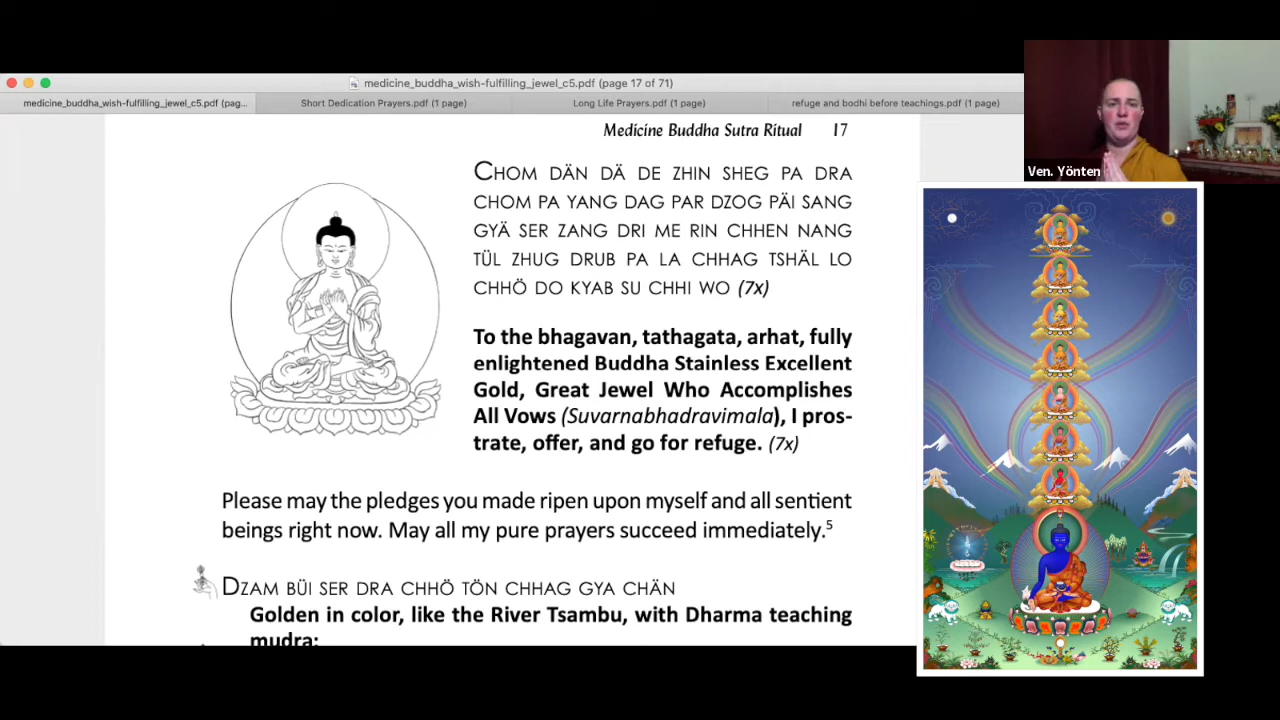 medicine_buddha_wish-fulfilling_jewel_c5.pdf (page 17 of 71)
medicine_buddha_wish-fulfilling_jewel_c5.pdf (pag...
Short Dedication Prayers.pdf (1 page)
Long Life Prayers.pdf (1 page)
refuge and bodhi before teachings.pdf (1 page)
Ven. Yönten
Medicine Buddha Sutra Ritual 17
CHOM DÄN DÄ DE ZHIN SHEG PA DRA
CHOM PA YANG DAG PAR DZOG PÄI SANG
GYÄ SER ZANG DRI ME RIN CHHEN NANG
TÜL ZHUG DRUB PA LA CHHAG TSHÄL LO
CHHÖ DO KYAB SU CHHI WO (7x)
To the bhagavan, tathagata, arhat, fully
enlightened Buddha Stainless Excellent
Gold, Great Jewel Who Accomplishes
All Vows (Suvarnabhadravimala), I pros-
trate, offer, and go for refuge. (7x)
Please may the pledges you made ripen upon myself and all sentient
beings right now. May all my pure prayers succeed immediately.5
DZAM BÜI SER DRA CHHÖ TÖN CHHAG GYA CHÄN
Golden in color, like the River Tsambu, with Dharma teaching
mudra: